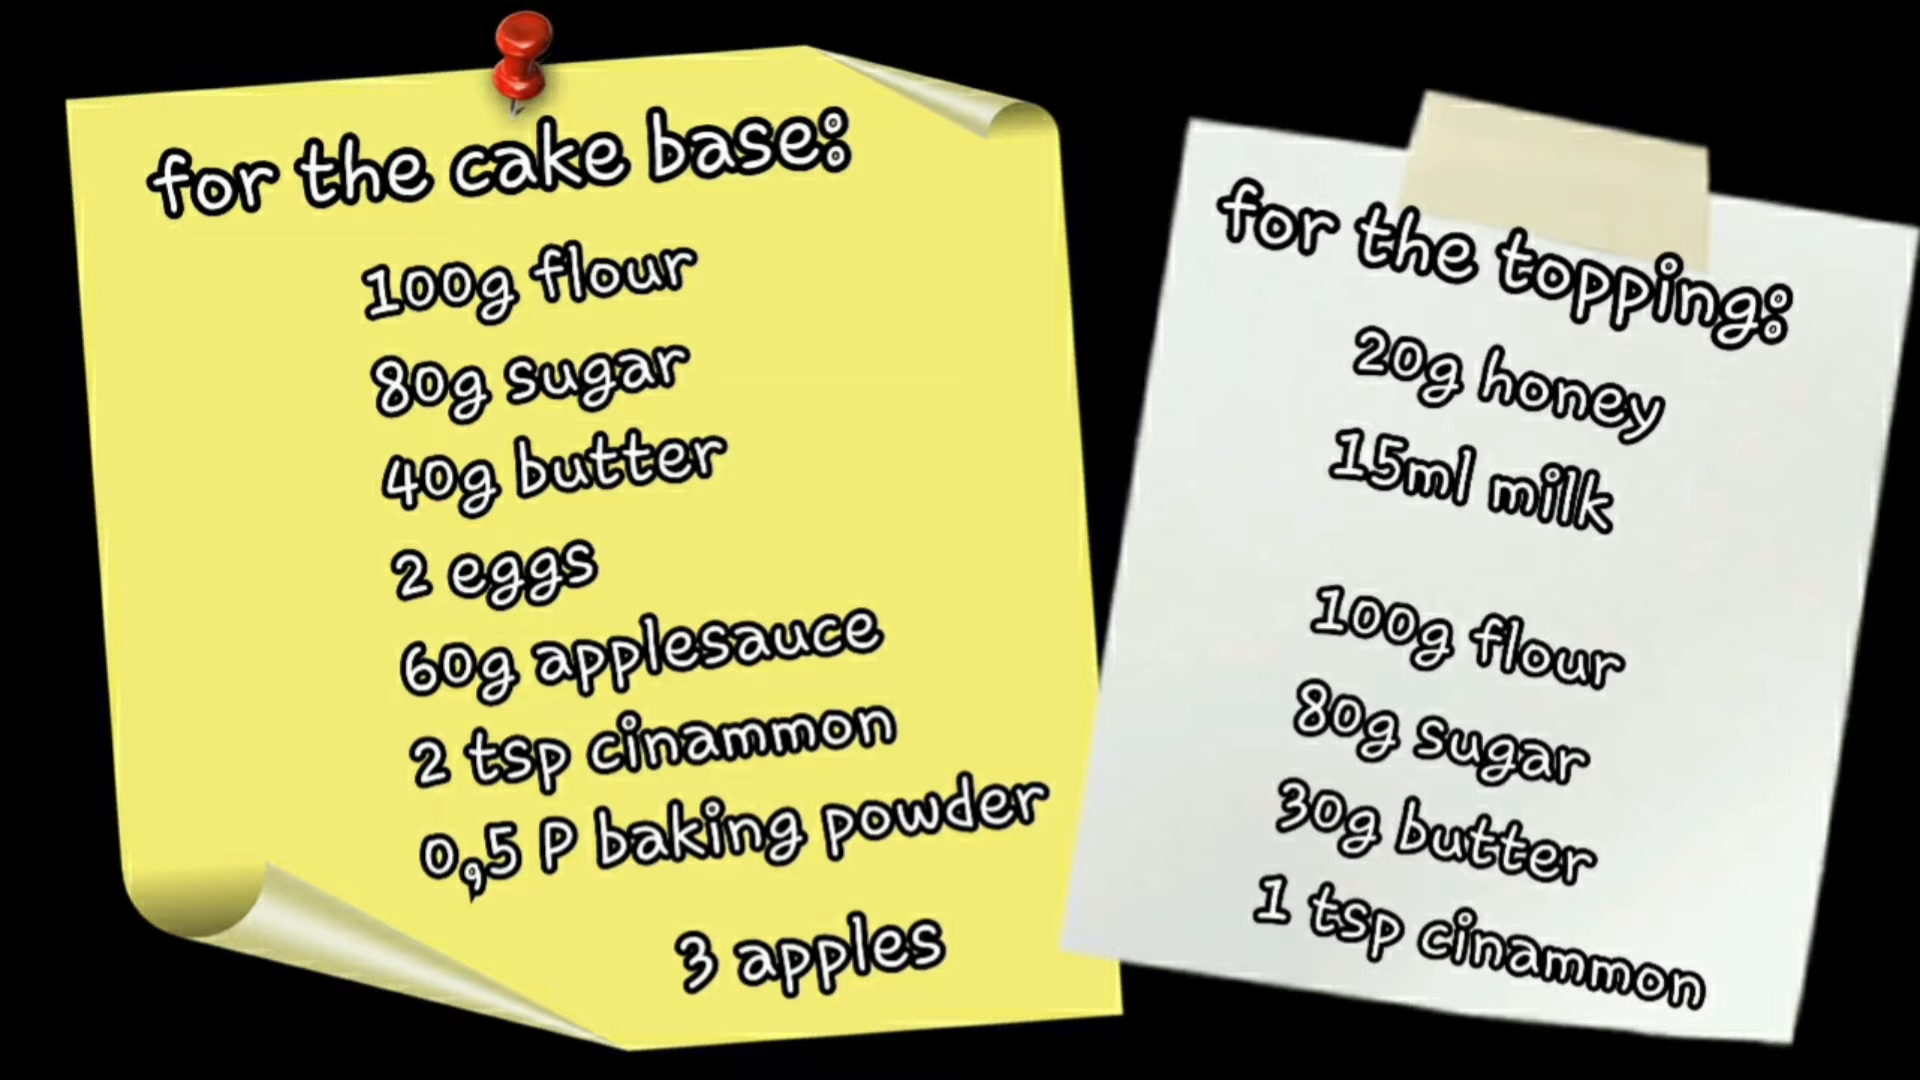 for the cake base:
100g flour
80g sugar
40g butter
2 eggs
60g applesauce
2 tsp cinammon
0,5 P baking powder
3 apples
for the topping:
20g honey
15ml milk
100g flour
80g sugar
30g butter
1 tsp cinammon